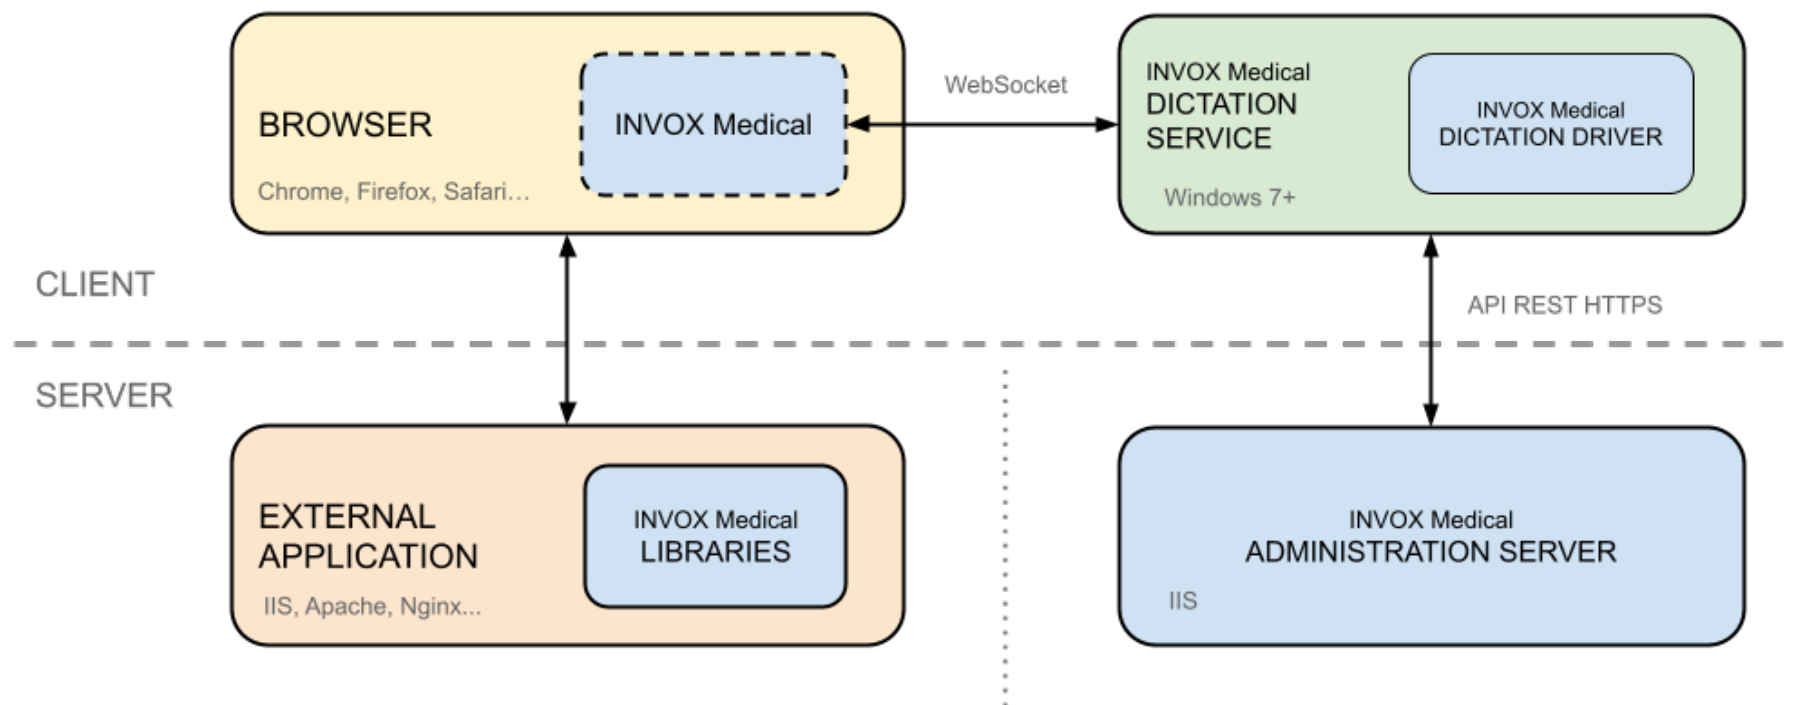 BROWSER
Chrome, Firefox, Safari...
INVOX Medical
WebSocket
INVOX Medical
DICTATION
SERVICE
Windows 7+
INVOX Medical
DICTATION DRIVER
CLIENT
API REST HTTPS
SERVER
EXTERNAL
APPLICATION
IIS, Apache, Nginx...
INVOX Medical
LIBRARIES
INVOX Medical
ADMINISTRATION SERVER
IIS